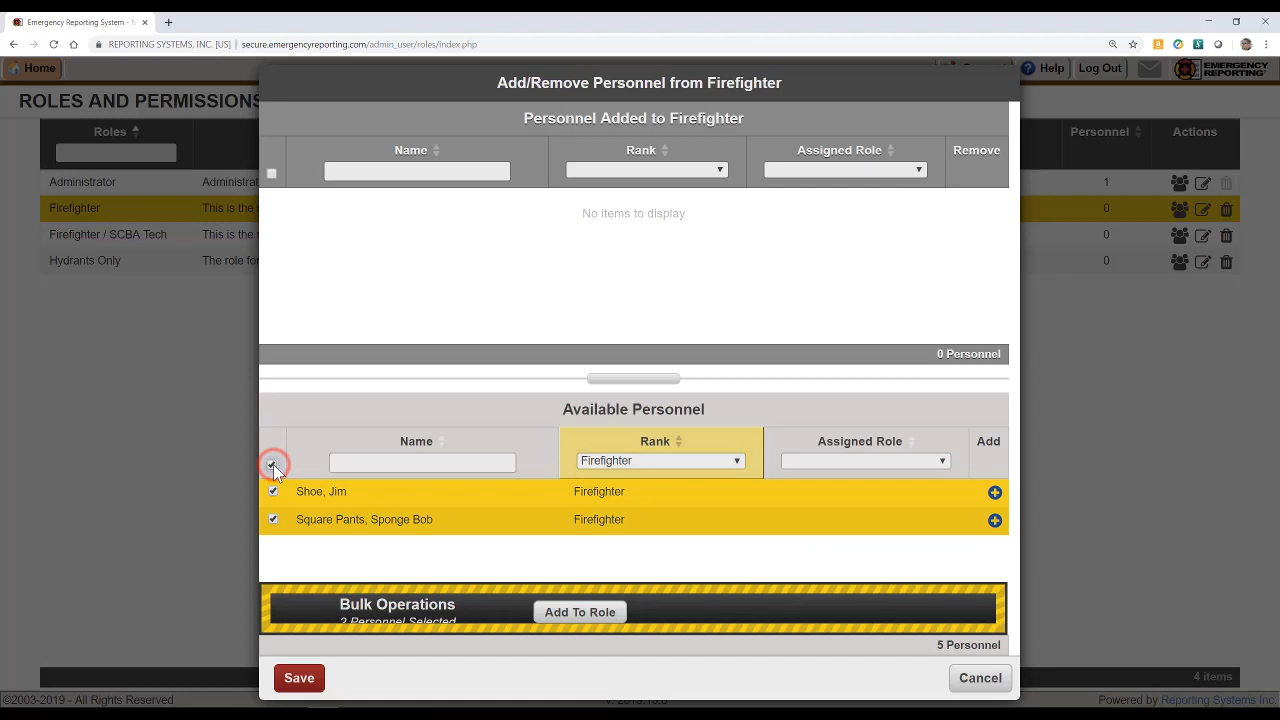 Emergency Reporting System - N
REPORTING SYSTEMS, INC. [US]
secure.emergencyreporting.com/admin_user/roles/index.php
Home
Help
Log Out
EMERGENCY
REPORTING
ROLES AND PERMISSIONS
Roles
Personnel
Actions
Administrator
Administrat
1
Firefighter
This is the
0
Firefighter / SCBA Tech
This is the
0
Hydrants Only
The role for
0
Add/Remove Personnel from Firefighter
Personnel Added to Firefighter
Name
Rank
Assigned Role
Remove
No items to display
0 Personnel
Available Personnel
Name
Rank
Assigned Role
Add
Firefighter
Shoe, Jim
Firefighter
Square Pants, Sponge Bob
Firefighter
Bulk Operations
2 Personnel Selected
Add To Role
5 Personnel
Save
Cancel
4 items
©2003-2019 - All Rights Reserved
Powered by Reporting Systems Inc.